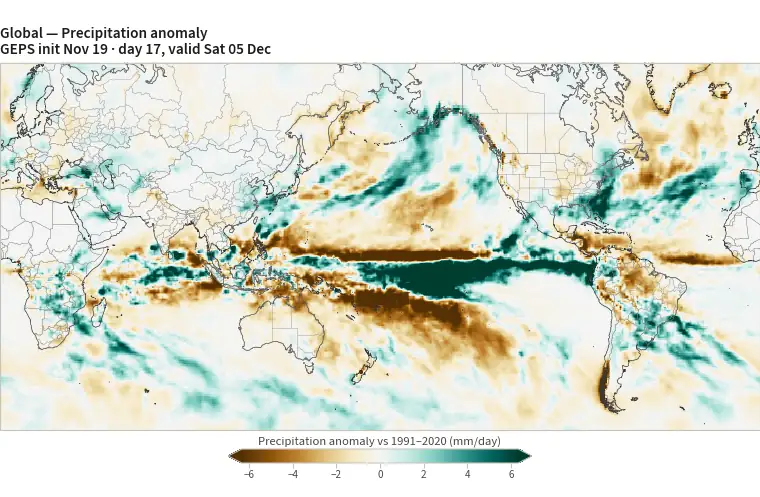 Global — Precipitation anomaly
GEPS init Nov 19 · day 17, valid Sat 05 Dec
Precipitation anomaly vs 1991–2020 (mm/day)
−6 −4 −2 0 2 4 6